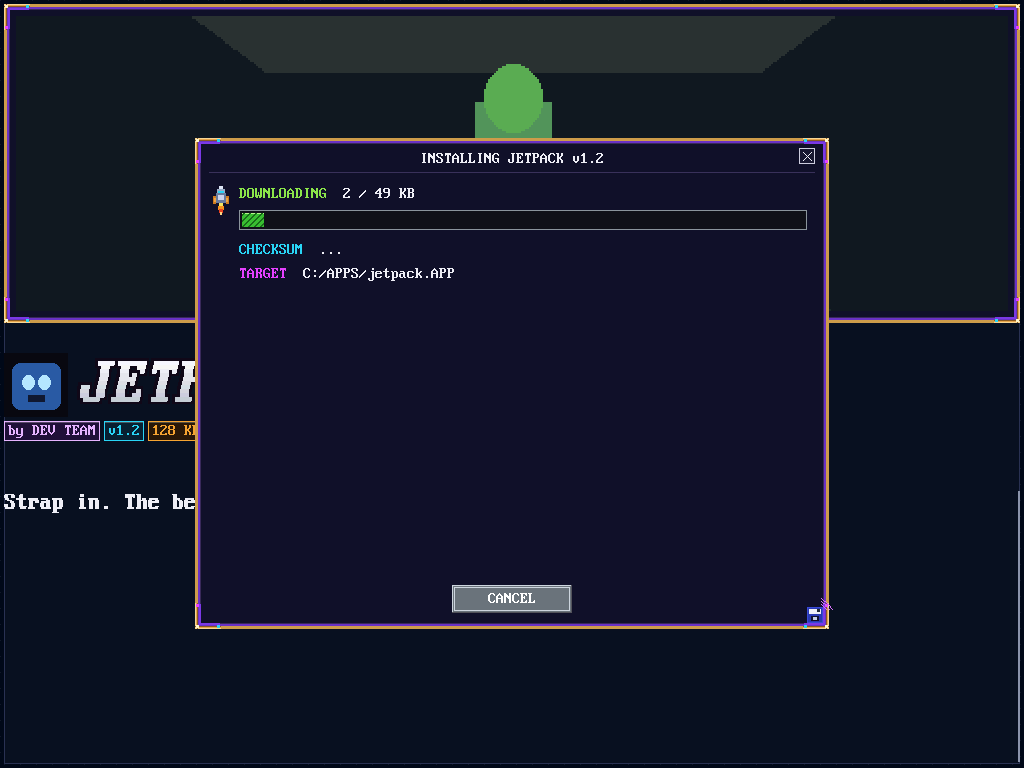 INSTALLING JETPACK v1.2
DOWNLOADING 2 / 49 KB
CHECKSUM ...
TARGET C:/APPS/jetpack.APP
by DEV TEAM v1.2 128
Strap in. The
CANCEL